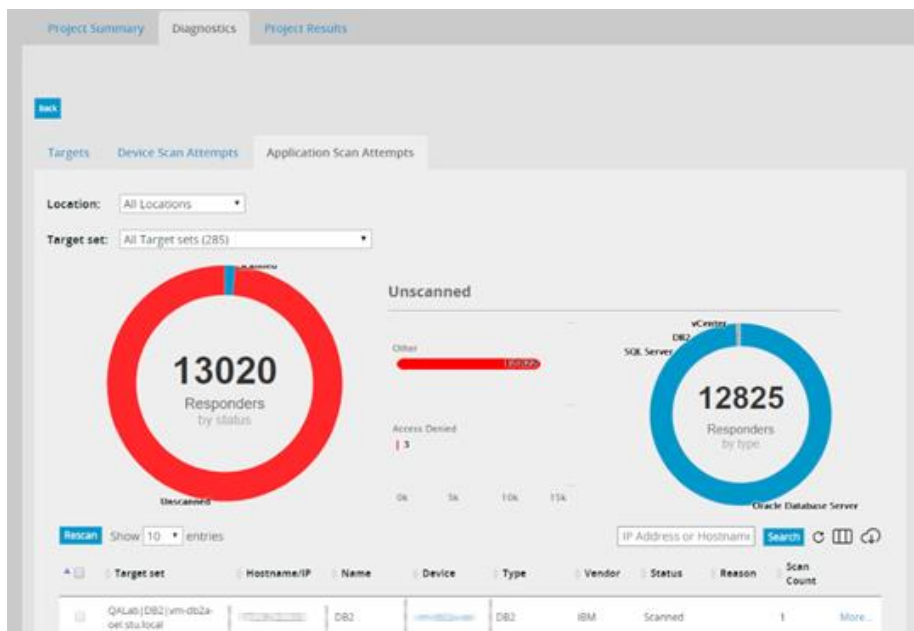 Project Summary Diagnostics Project Results
Back
Targets Device Scan Attempts Application Scan Attempts
Location: All Locations
Target set: All Target sets (285)
13020
Responders
by status
Unscanned
Unscanned
Other
Access Denied
3
0k 5k 10k 15k
vCenter
DB2
SQL Server
12825
Responders
by type
Oracle Database Server
Rescan Show 10 entries
IP Address or Hostname Search
Target set Hostname/IP Name Device Type Vendor Status Reason Scan Count
QALab|DB2|vm-db2a-oel.stu.local DB2 DB2 IBM Scanned 1 More...